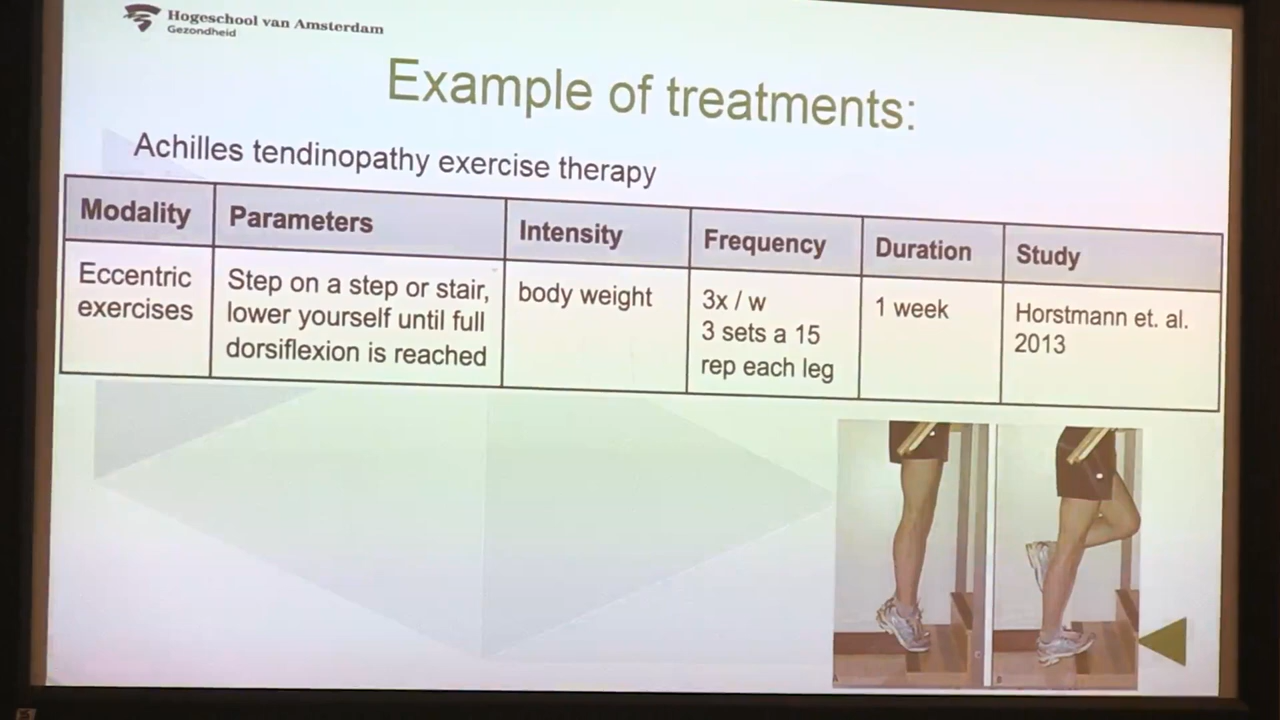 Hogeschool van Amsterdam
Gezondheid
Example of treatments:
Achilles tendinopathy exercise therapy
Modality Parameters Intensity Frequency Duration Study
Eccentric
exercises
Step on a step or stair,
lower yourself until full
dorsiflexion is reached
body weight
3x / w
3 sets a 15
rep each leg
1 week
Horstmann et. al.
2013
A
B